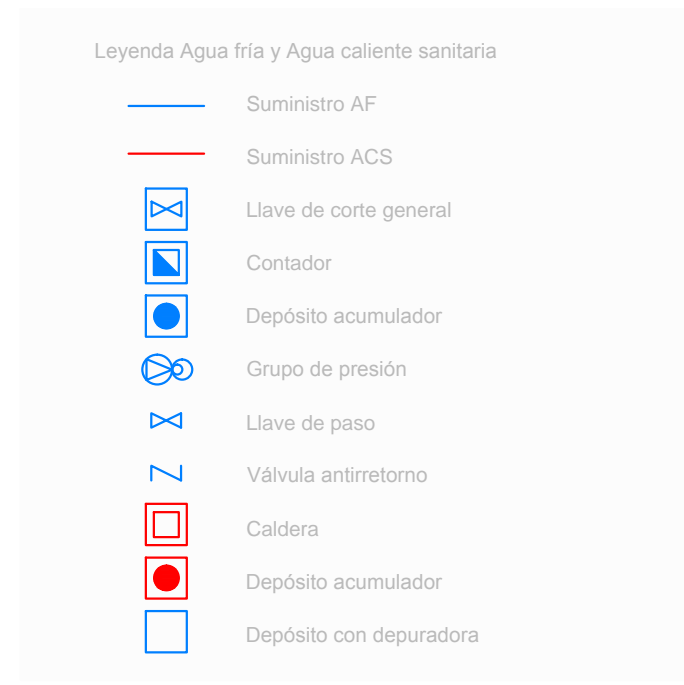 Leyenda Agua fría y Agua caliente sanitaria
Suministro AF
Suministro ACS
Llave de corte general
Contador
Depósito acumulador
Grupo de presión
Llave de paso
Válvula antirretorno
Caldera
Depósito acumulador
Depósito con depuradora